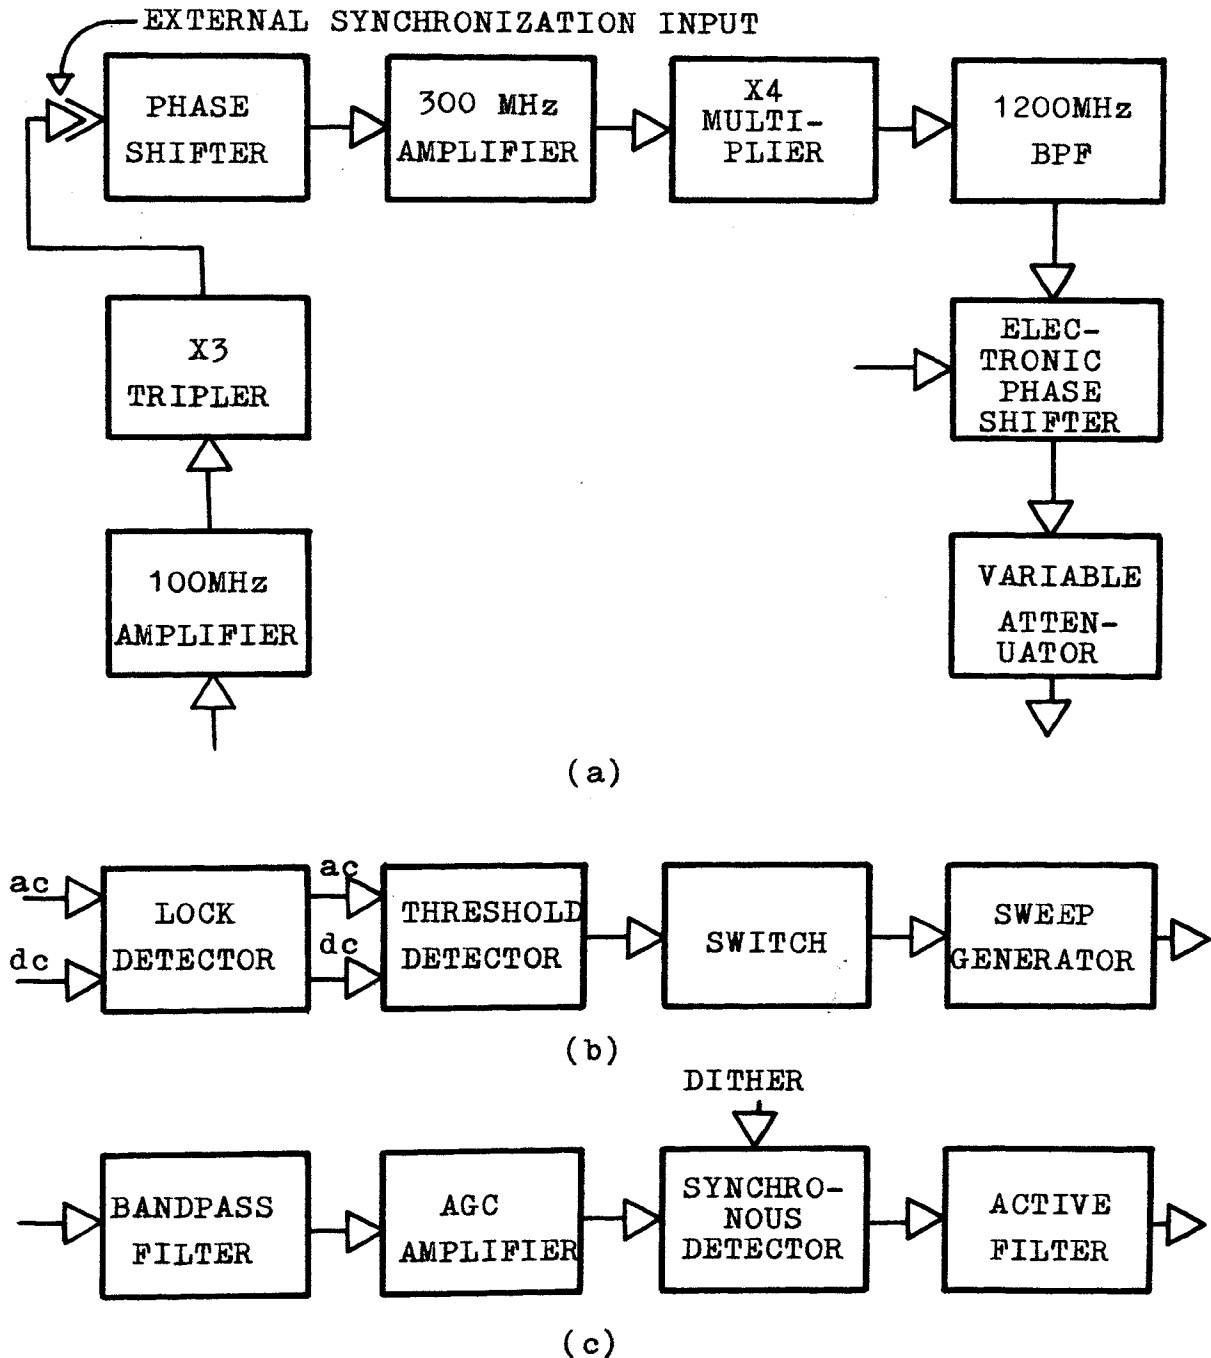 EXTERNAL SYNCHRONIZATION INPUT
PHASE
SHIFTER
300 MHz
AMPLIFIER
X4
MULTI-
PLIER
1200MHz
BPF
X3
TRIPLER
ELEC-
TRONIC
PHASE
SHIFTER
100MHz
AMPLIFIER
VARIABLE
ATTEN-
UATOR
(a)
ac
dc
LOCK
DETECTOR
ac
dc
THRESHOLD
DETECTOR
SWITCH
SWEEP
GENERATOR
(b)
DITHER
BANDPASS
FILTER
AGC
AMPLIFIER
SYNCHRO-
NOUS
DETECTOR
ACTIVE
FILTER
(c)